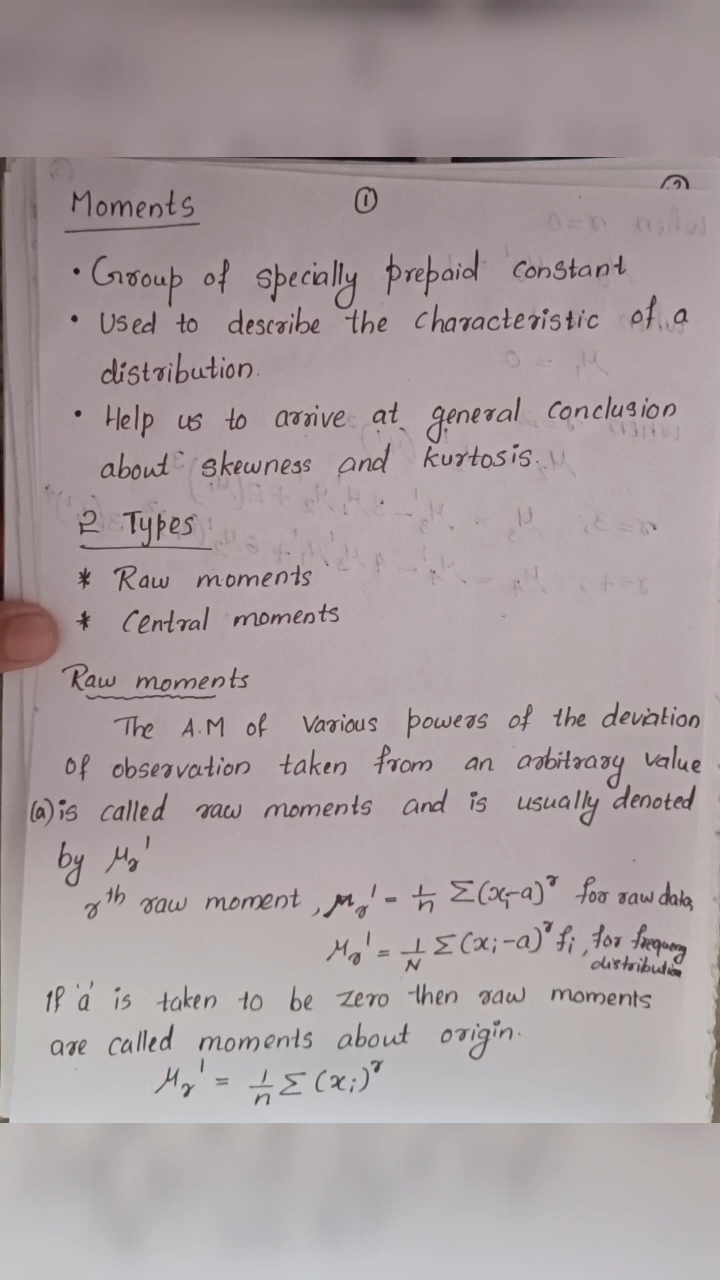 Moments ①
• Group of specially prepaid constant
• Used to describe the characteristic of a
distribution.
• Help us to arrive at general conclusion
about skewness and kurtosis.
2 Types:
* Raw moments
* Central moments
Raw moments
The A.M of various powers of the deviation
of observation taken from an arbitrary value
(a) is called raw moments and is usually denoted
by μᵣ'
rᵗʰ raw moment, μᵣ' = 1/n Σ(xᵢ-a)ʳ for raw data,
μᵣ' = 1/N Σ(xᵢ-a)ʳ fᵢ, for frequency
distribution
If 'a' is taken to be zero then raw moments
are called moments about origin.
μᵣ' = 1/n Σ(xᵢ)ʳ